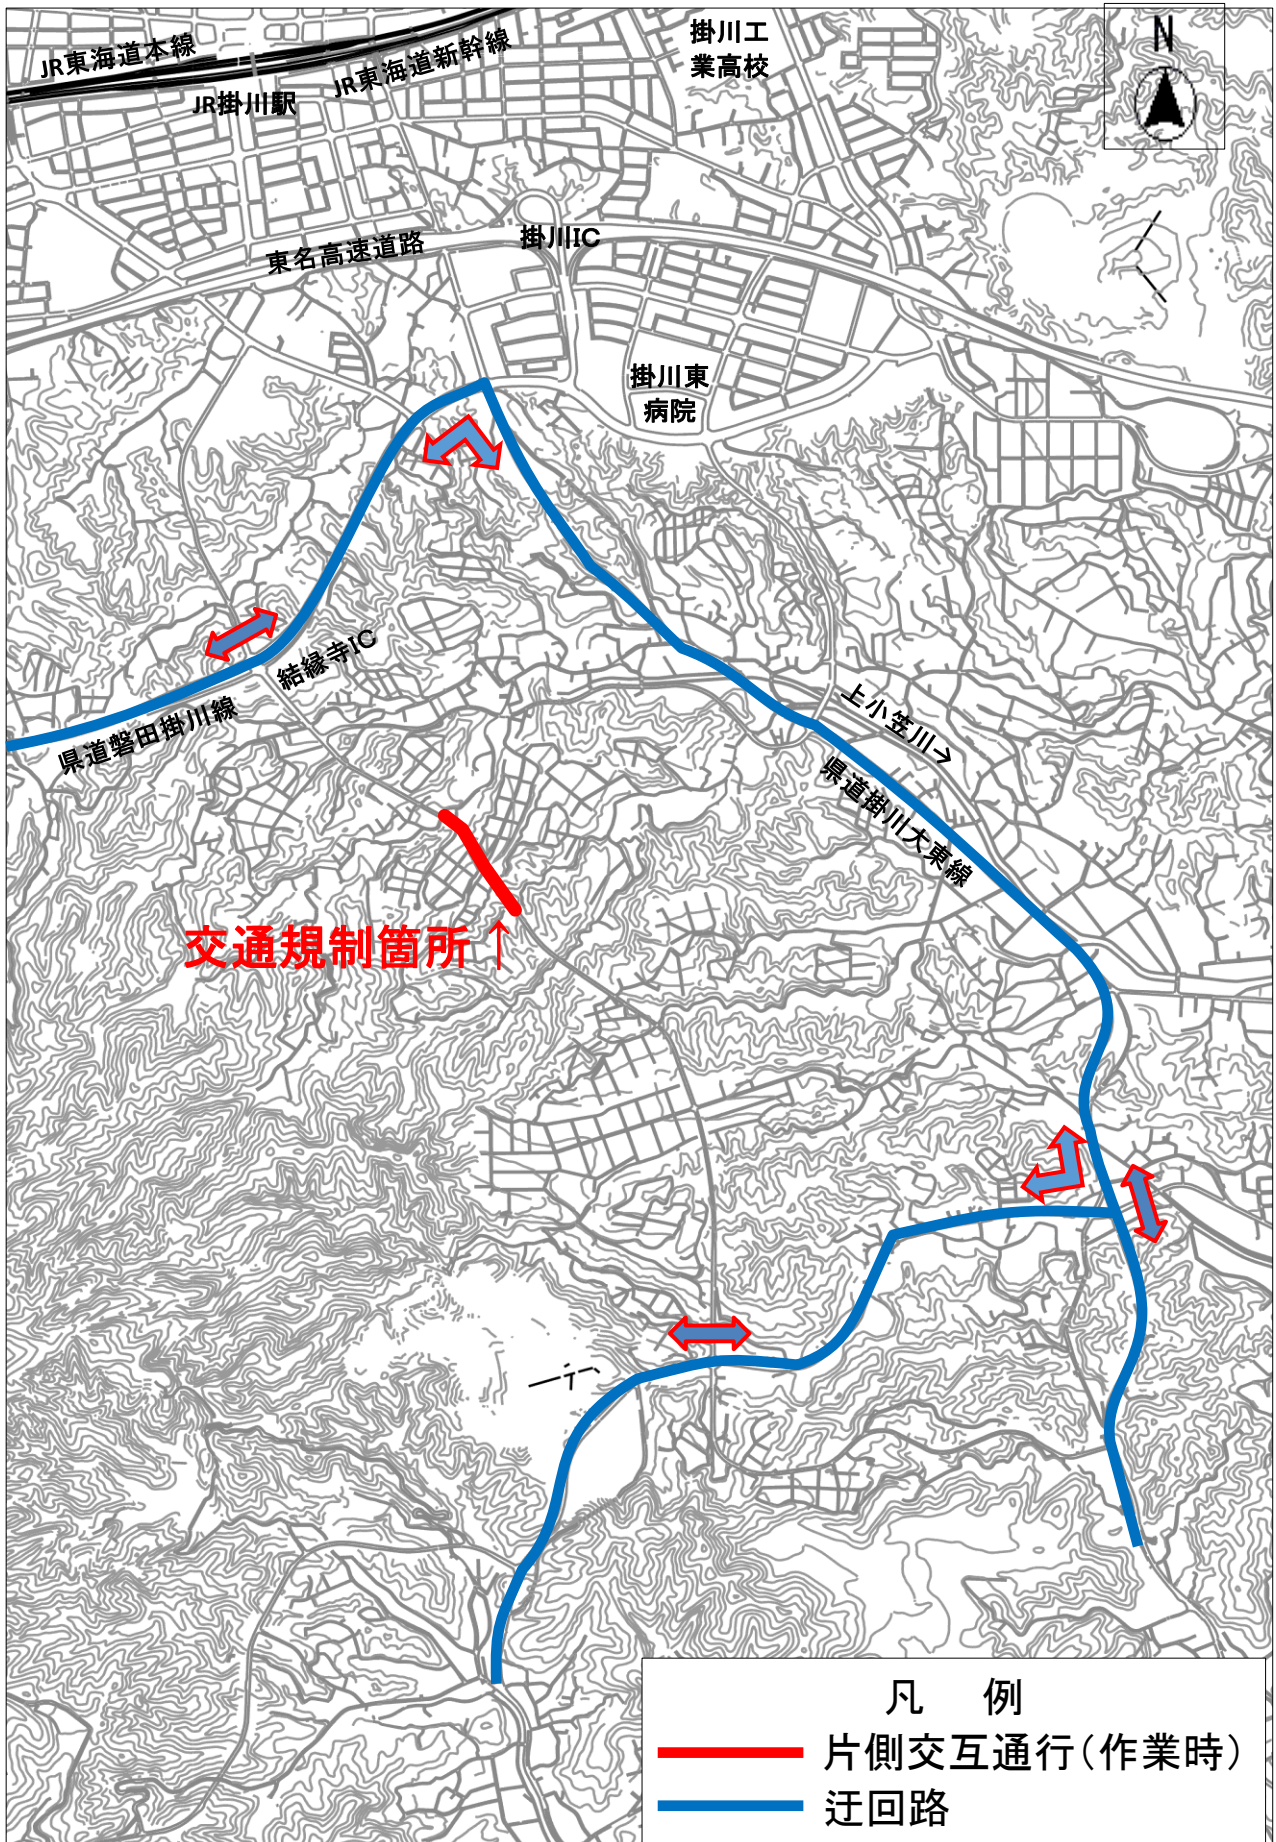 JR東海道本線
JR東海道新幹線
JR掛川駅
掛川工
業高校
N
東名高速道路
掛川IC
掛川東
病院
結縁寺IC
県道磐田掛川線
上小笠川→
県道掛川大東線
交通規制箇所↑
凡 例
片側交互通行(作業時)
迂回路